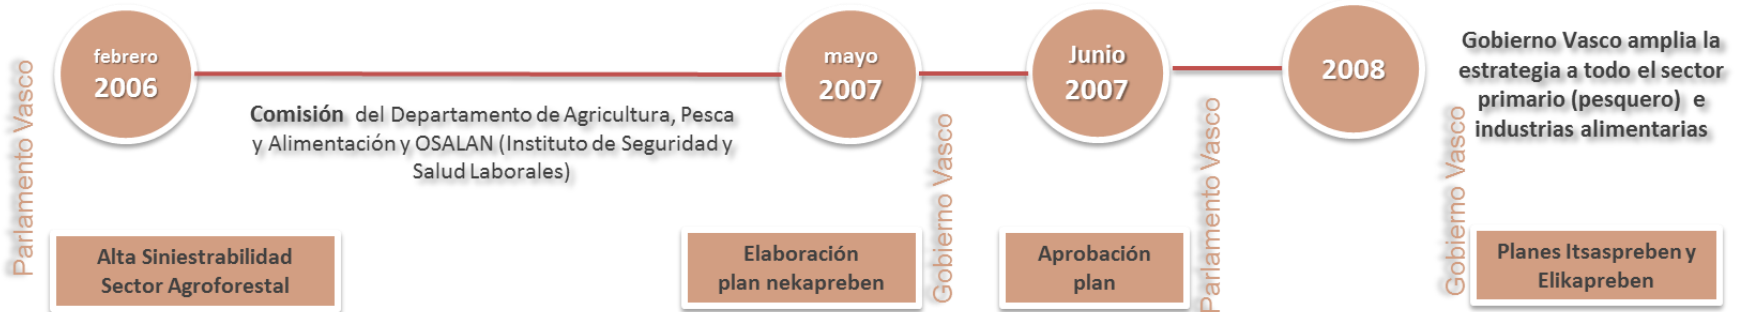 Parlamento Vasco
febrero
2006
Alta Siniestrabilidad
Sector Agroforestal
Comisión del Departamento de Agricultura, Pesca
y Alimentación y OSALAN (Instituto de Seguridad y
Salud Laborales)
mayo
2007
Elaboración
plan nekapreben
Gobierno Vasco
Junio
2007
Aprobación
plan
Parlamento Vasco
2008
Gobierno Vasco
Gobierno Vasco amplia la
estrategia a todo el sector
primario (pesquero) e
industrias alimentarias
Planes Itsaspreben y
Elikapreben